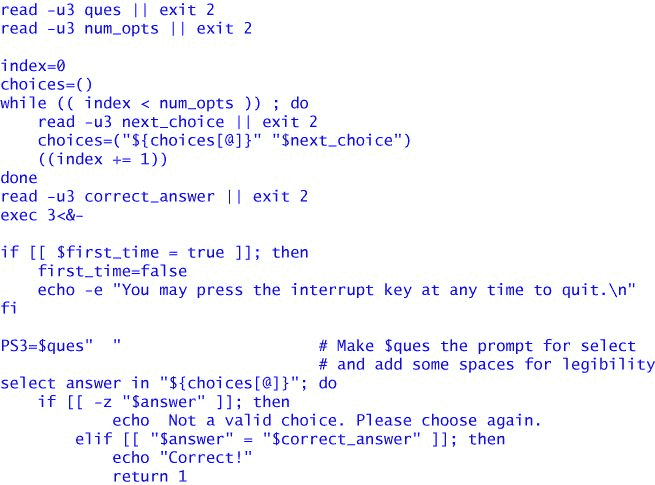 read -u3 ques || exit 2
read -u3 num_opts || exit 2

index=0
choices=()
while (( index < num_opts )) ; do
    read -u3 next_choice || exit 2
    choices=("${choices[@]}" "$next_choice")
    ((index += 1))
done
read -u3 correct_answer || exit 2
exec 3<&-

if [[ $first_time = true ]]; then
    first_time=false
    echo -e "You may press the interrupt key at any time to quit.\n"
fi

PS3=$ques"  "                     # Make $ques the prompt for select
                                  # and add some spaces for legibility
select answer in "${choices[@]}"; do
    if [[ -z "$answer" ]]; then
            echo  Not a valid choice. Please choose again.
        elif [[ "$answer" = "$correct_answer" ]]; then
            echo "Correct!"
            return 1